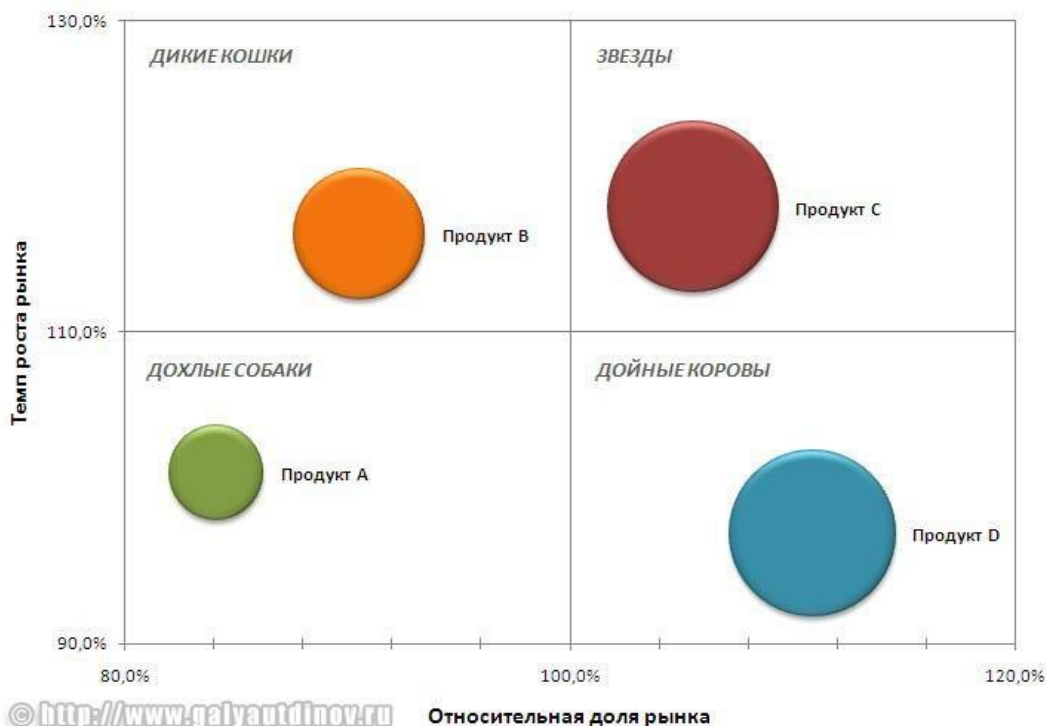 130,0%
ДИКИЕ КОШКИ
ЗВЕЗДЫ
Продукт B
Продукт C
Темп роста рынка
110,0%
ДОХЛЫЕ СОБАКИ
ДОЙНЫЕ КОРОВЫ
Продукт A
Продукт D
90,0%
80,0%
100,0%
120,0%
© http://www.galyautdinov.ru
Относительная доля рынка